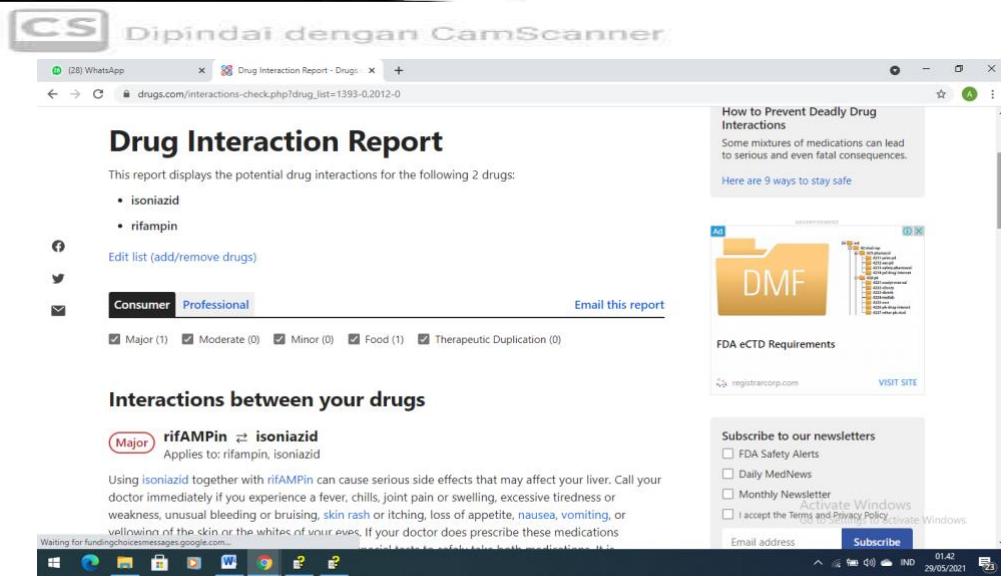 CS Dipindai dengan CamScanner
(28) WhatsApp
Drug Interaction Report - Drugs
drugs.com/interactions-check.php?drug_list=1393-0,2012-0
Drug Interaction Report
This report displays the potential drug interactions for the following 2 drugs:
• isoniazid
• rifampin
Edit list (add/remove drugs)
Consumer Professional Email this report
Major (1) Moderate (0) Minor (0) Food (1) Therapeutic Duplication (0)
Interactions between your drugs
Major
rifAMPin ⇄ isoniazid
Applies to: rifampin, isoniazid
Using isoniazid together with rifAMPin can cause serious side effects that may affect your liver. Call your
doctor immediately if you experience a fever, chills, joint pain or swelling, excessive tiredness or
weakness, unusual bleeding or bruising, skin rash or itching, loss of appetite, nausea, vomiting, or
yellowing of the skin or the whites of your eyes. If your doctor does prescribe these medications
Waiting for fundingchoicesmessages.google.com...
How to Prevent Deadly Drug
Interactions
Some mixtures of medications can lead
to serious and even fatal consequences.
Here are 9 ways to stay safe
ADVERTISEMENT
Ad
DMF
FDA eCTD Requirements
registrarcorp.com VISIT SITE
Subscribe to our newsletters
FDA Safety Alerts
Daily MedNews
Monthly Newsletter
I accept the Terms and Privacy Policy
Activate Windows
Go to Settings to activate Windows.
Email address Subscribe
IND
01.42
29/05/2021
23